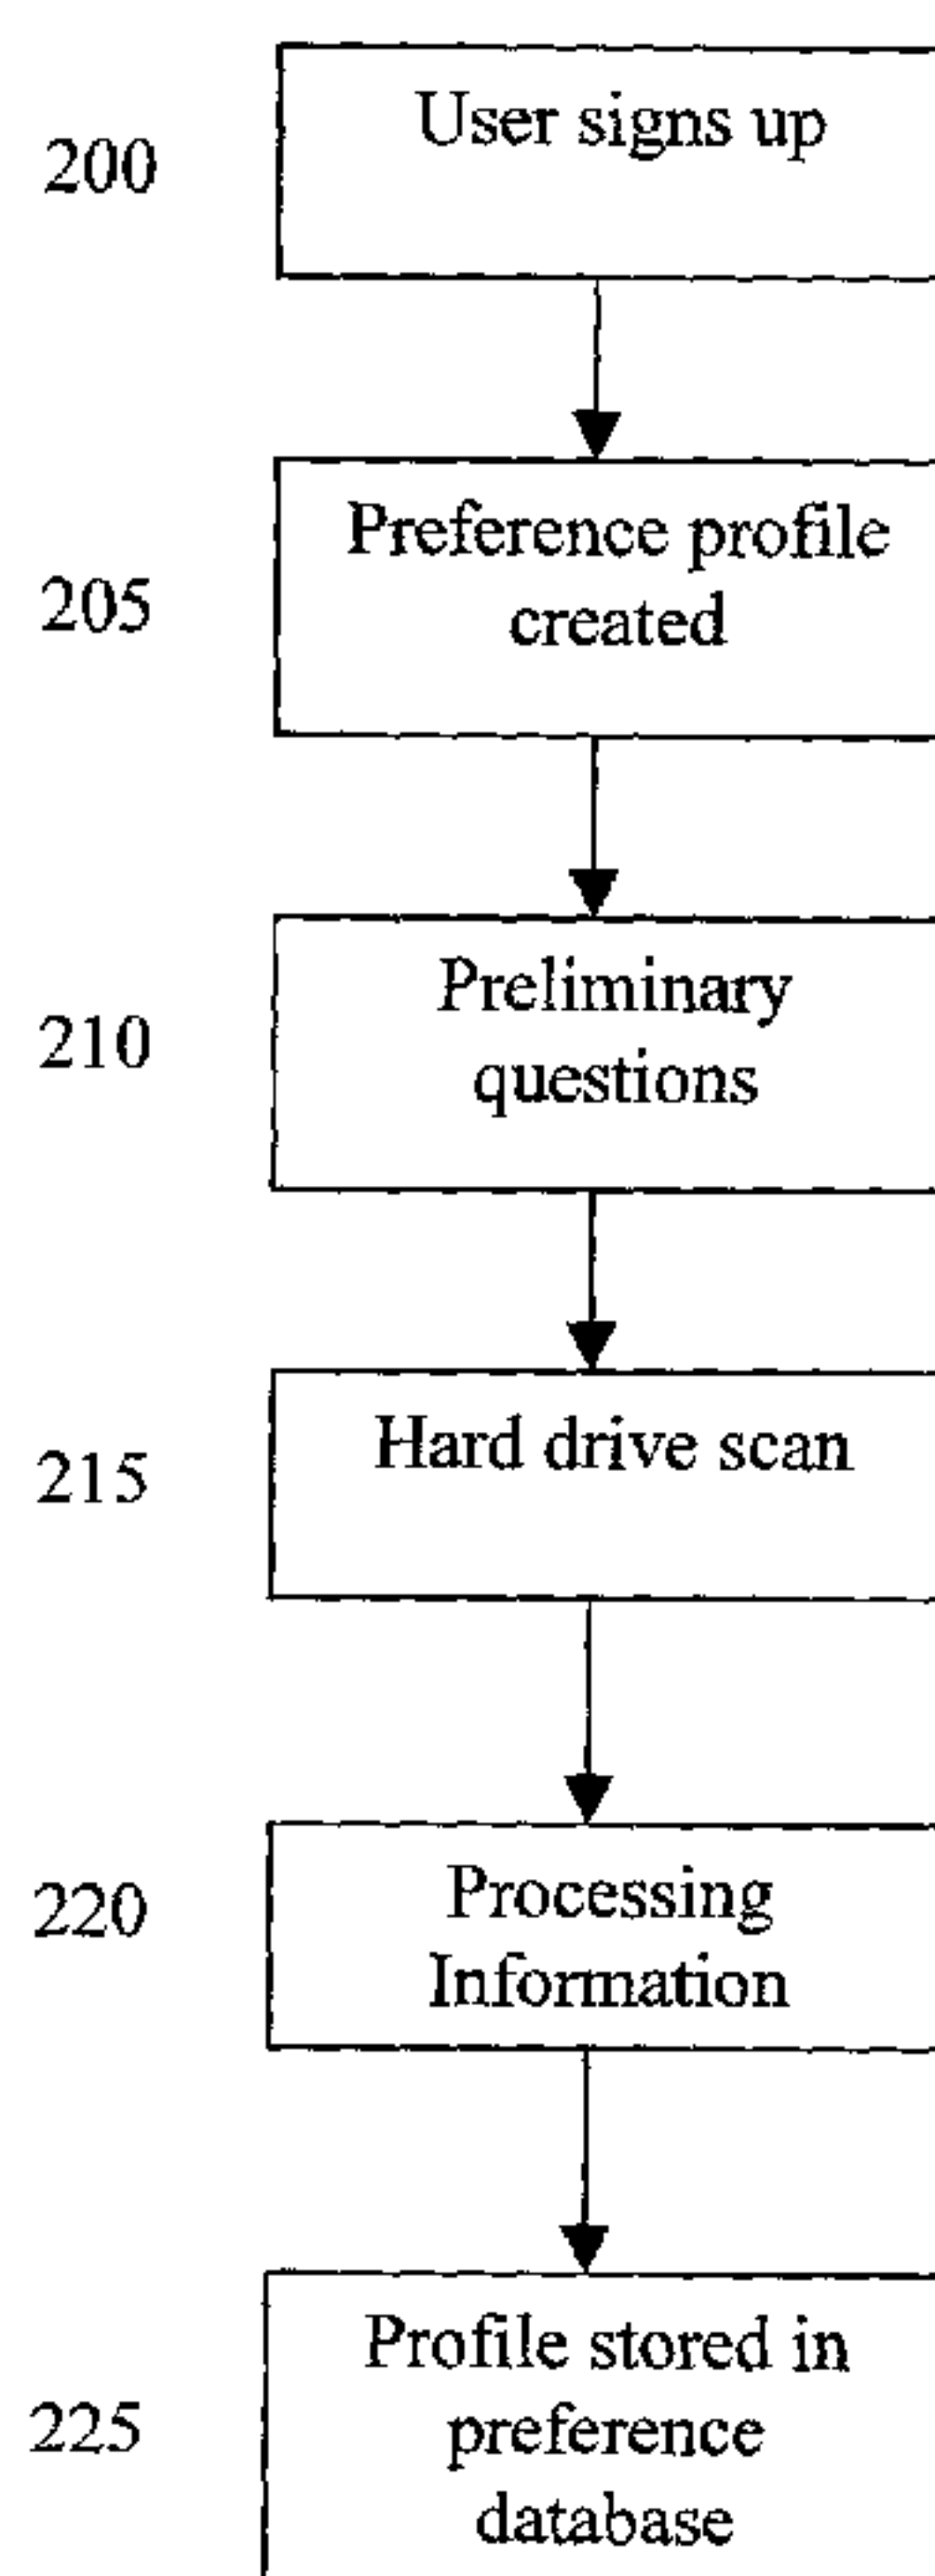 200
User signs up
205
Preference profile
created
210
Preliminary
questions
215
Hard drive scan
220
Processing
Information
225
Profile stored in
preference
database